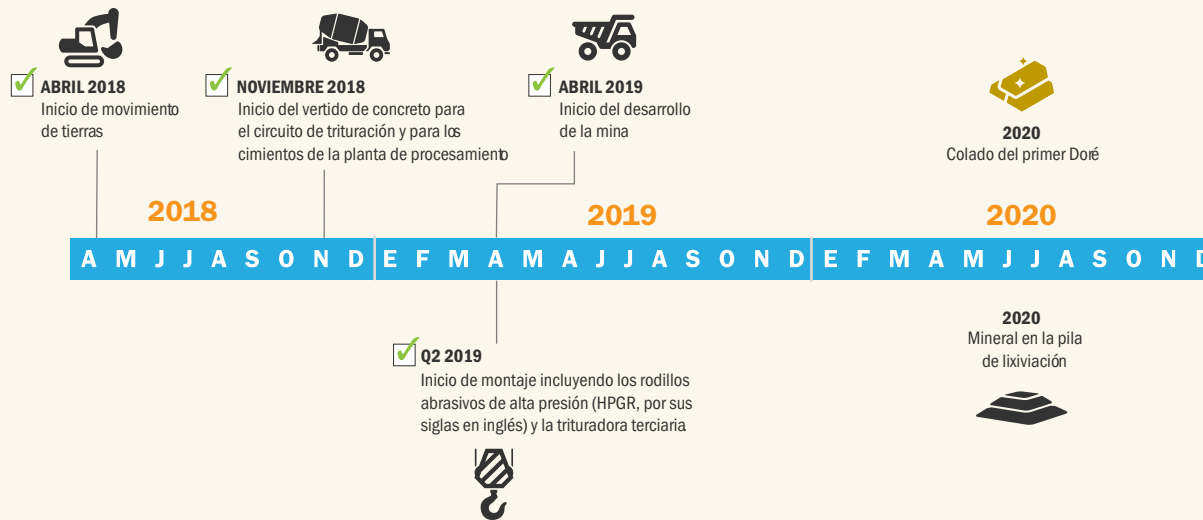 ABRIL 2018
Inicio de movimiento
de tierras
NOVIEMBRE 2018
Inicio del vertido de concreto para
el circuito de trituración y para los
cimientos de la planta de procesamiento
ABRIL 2019
Inicio del desarrollo
de la mina
2020
Colado del primer Doré
2018
2019
2020
A M J J A S O N D E F M A M A J J A S O N D E F M A M J J A S O N D
Q2 2019
Inicio de montaje incluyendo los rodillos
abrasivos de alta presión (HPGR, por sus
siglas en inglés) y la trituradora terciaria
2020
Mineral en la pila
de lixiviación